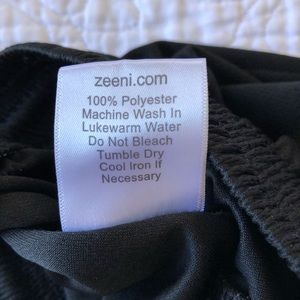 zeeni.com
100% Polyester
Machine Wash In
Lukewarm Water
Do Not Bleach
Tumble Dry
Cool Iron If
Necessary